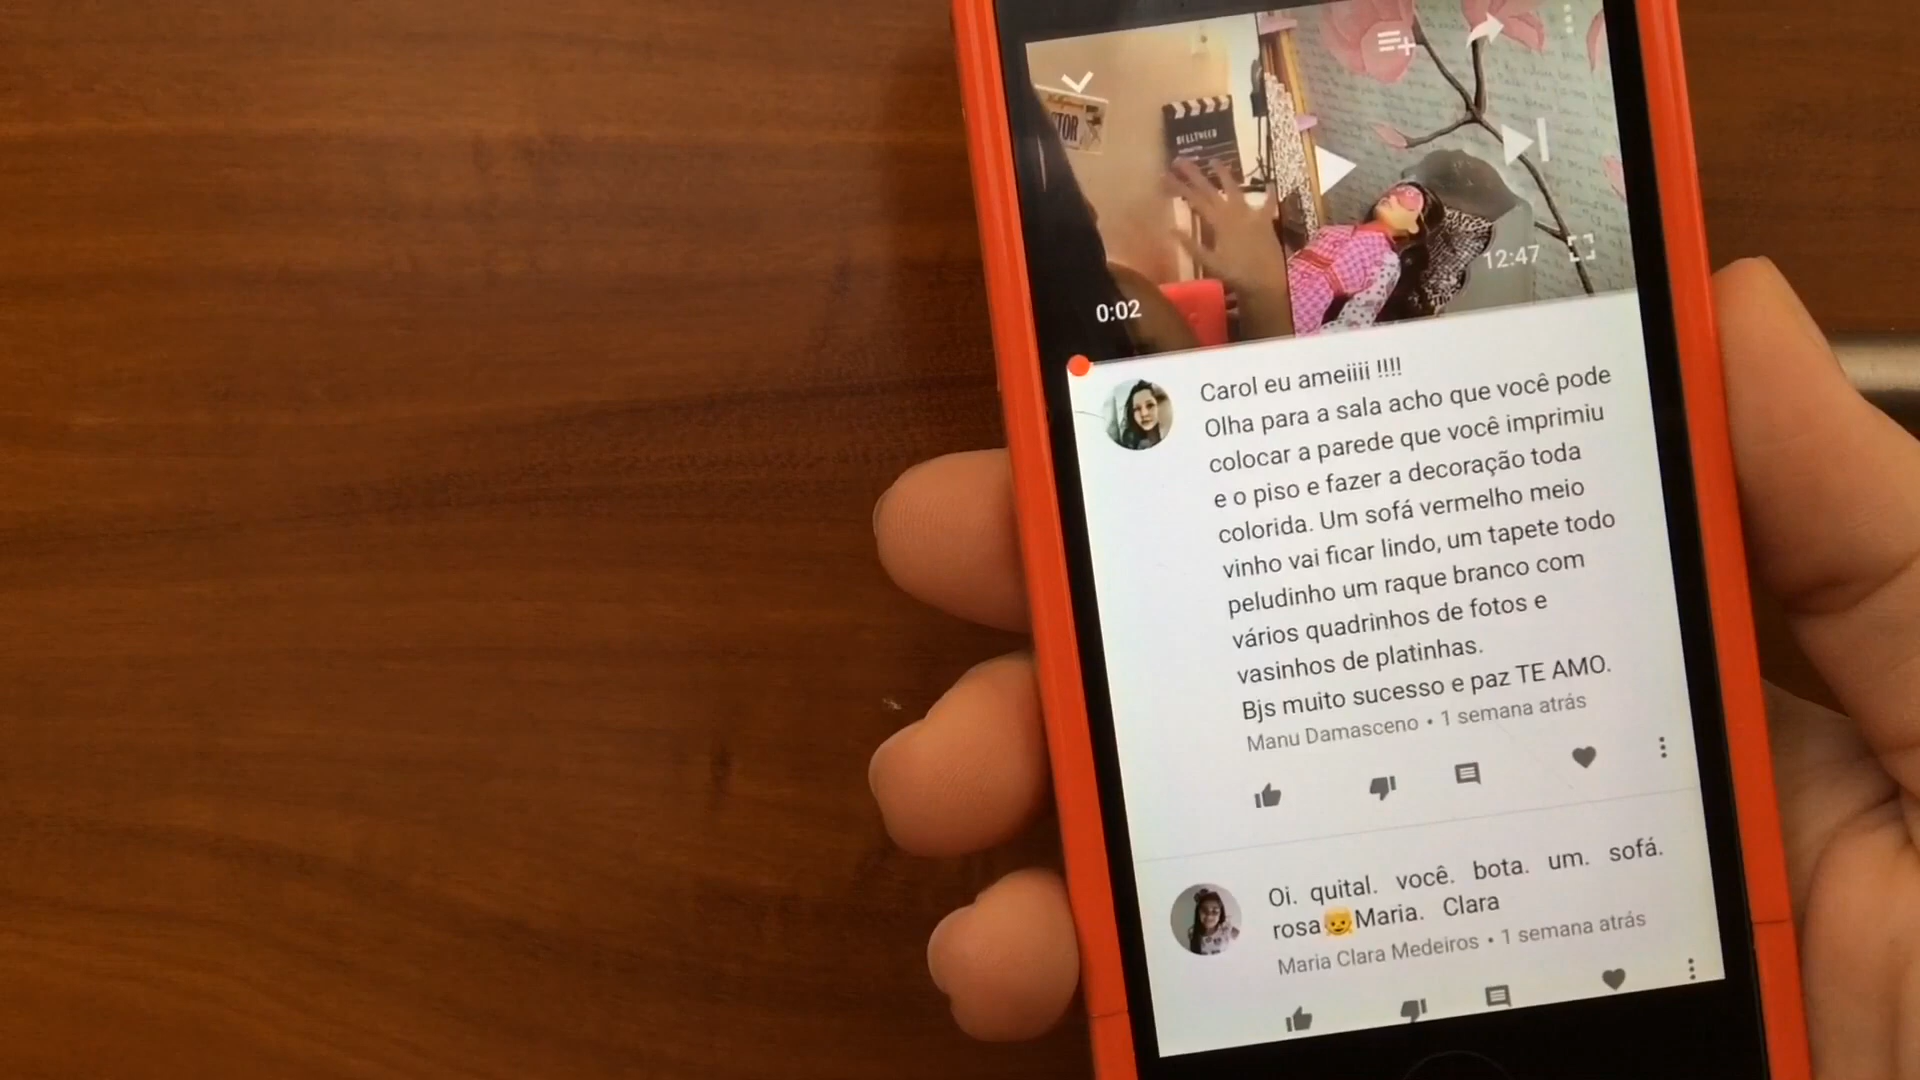 TOR
12:47
0:02
Carol eu ameiiii !!!!
Olha para a sala acho que você pode
colocar a parede que você imprimiu
e o piso e fazer a decoração toda
colorida. Um sofá vermelho meio
vinho vai ficar lindo, um tapete todo
peludinho um raque branco com
vários quadrinhos de fotos e
vasinhos de platinhas.
Bjs muito sucesso e paz TE AMO.
Manu Damasceno • 1 semana atrás
Oi. quital. você. bota. um. sofá.
rosa👱Maria. Clara
Maria Clara Medeiros • 1 semana atrás